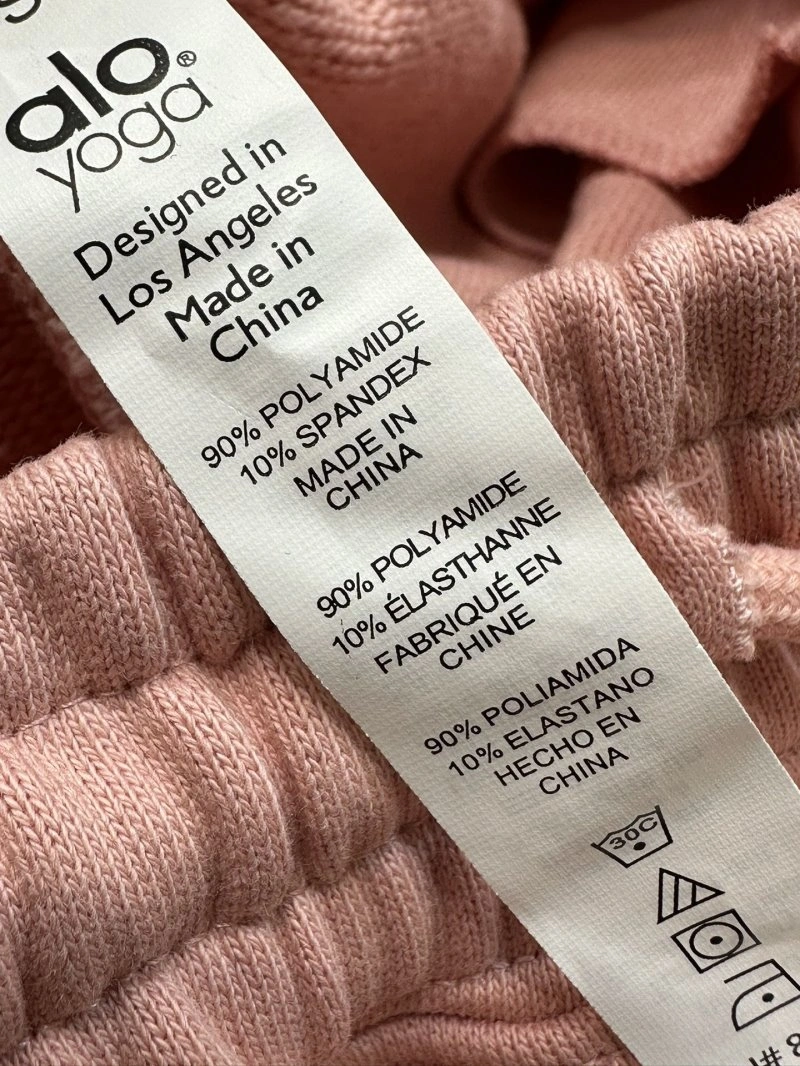 alo®
yoga
Designed in
Los Angeles
Made in
China
90% POLYAMIDE
10% SPANDEX
MADE IN
CHINA
90% POLYAMIDE
10% ÉLASTHANNE
FABRIQUÉ EN
CHINE
90% POLIAMIDA
10% ELASTANO
HECHO EN
CHINA
30C